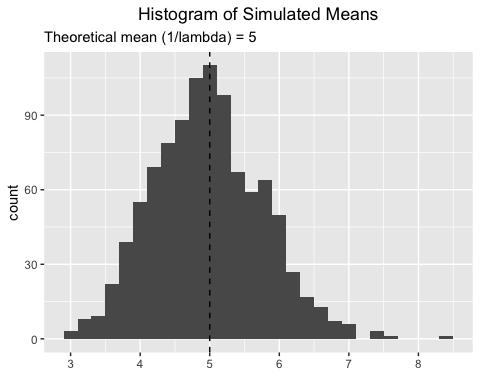 Histogram of Simulated Means
Theoretical mean (1/lambda) = 5
count
90
60
30
0
3 4 5 6 7 8